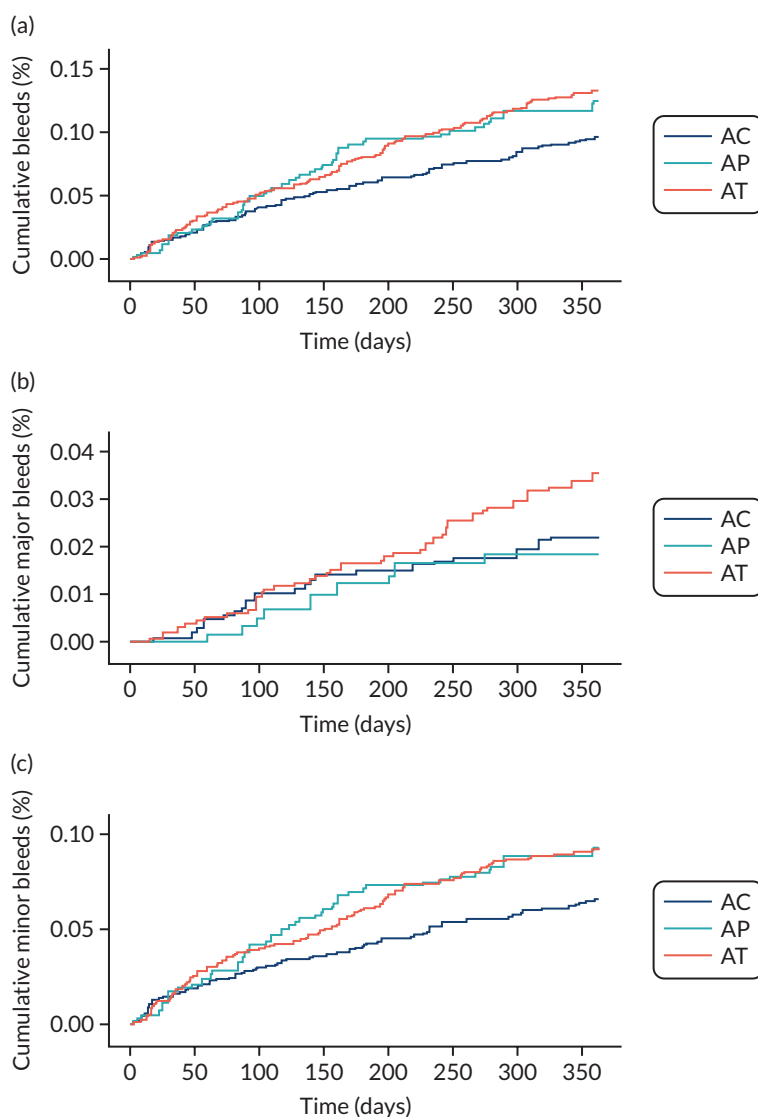 (a)
Cumulative bleeds (%)
0.15
0.10
0.05
0.00
0 50 100 150 200 250 300 350
Time (days)
AC
AP
AT
(b)
Cumulative major bleeds (%)
0.04
0.03
0.02
0.01
0.00
0 50 100 150 200 250 300 350
Time (days)
AC
AP
AT
(c)
Cumulative minor bleeds (%)
0.10
0.05
0.00
0 50 100 150 200 250 300 350
Time (days)
AC
AP
AT